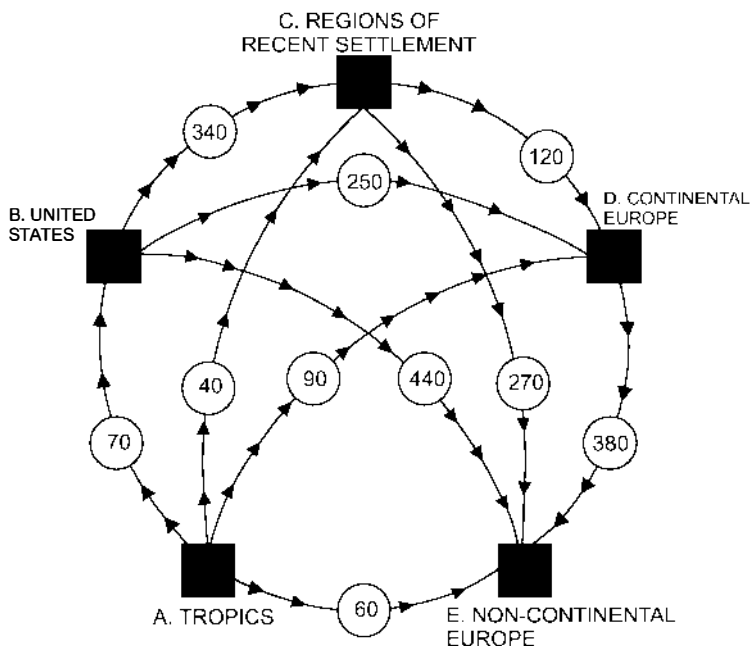 C. REGIONS OF
RECENT SETTLEMENT
340
120
250
B. UNITED
STATES
D. CONTINENTAL
EUROPE
40
90
440
270
70
380
60
A. TROPICS
E. NON-CONTINENTAL
EUROPE